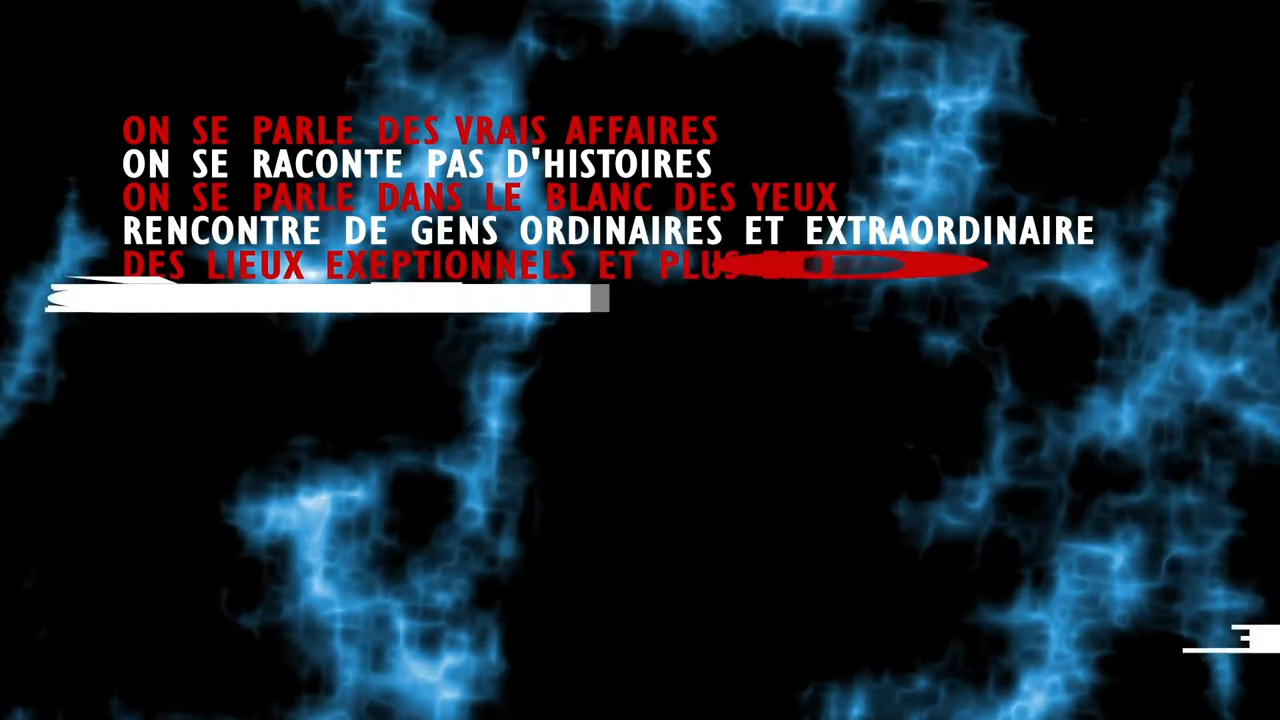 ON SE PARLE DES VRAIS AFFAIRES
ON SE RACONTE PAS D'HISTOIRES
ON SE PARLE DANS LE BLANC DES YEUX
RENCONTRE DE GENS ORDINAIRES ET EXTRAORDINAIRE
DES LIEUX EXEPTIONNELS ET PLUS